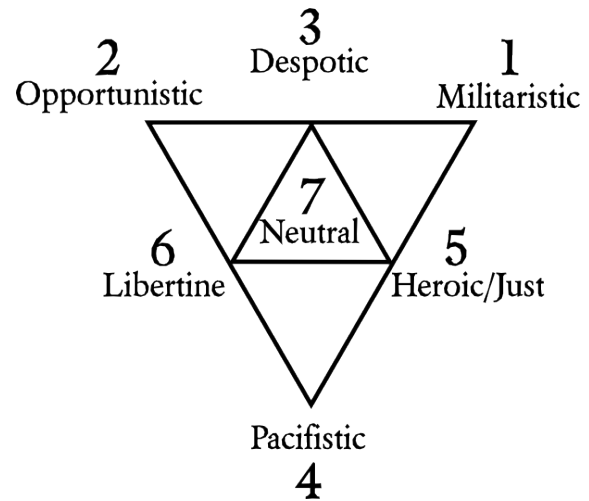 3
Despotic
2
Opportunistic
1
Militaristic
7
Neutral
6
Libertine
5
Heroic/Just
Pacifistic
4